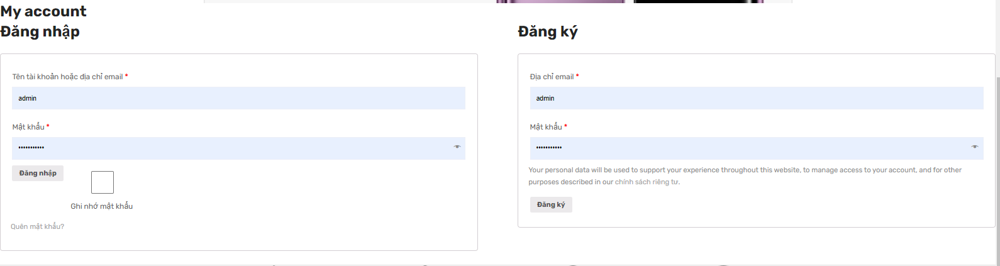 My account
Đăng nhập
Tên tài khoản hoặc địa chỉ email *
admin
Mật khẩu *
•••••••••••
Đăng nhập
Ghi nhớ mật khẩu
Quên mật khẩu?
Đăng ký
Địa chỉ email *
admin
Mật khẩu *
•••••••••••
Your personal data will be used to support your experience throughout this website, to manage access to your account, and for other
purposes described in our chính sách riêng tư.
Đăng ký